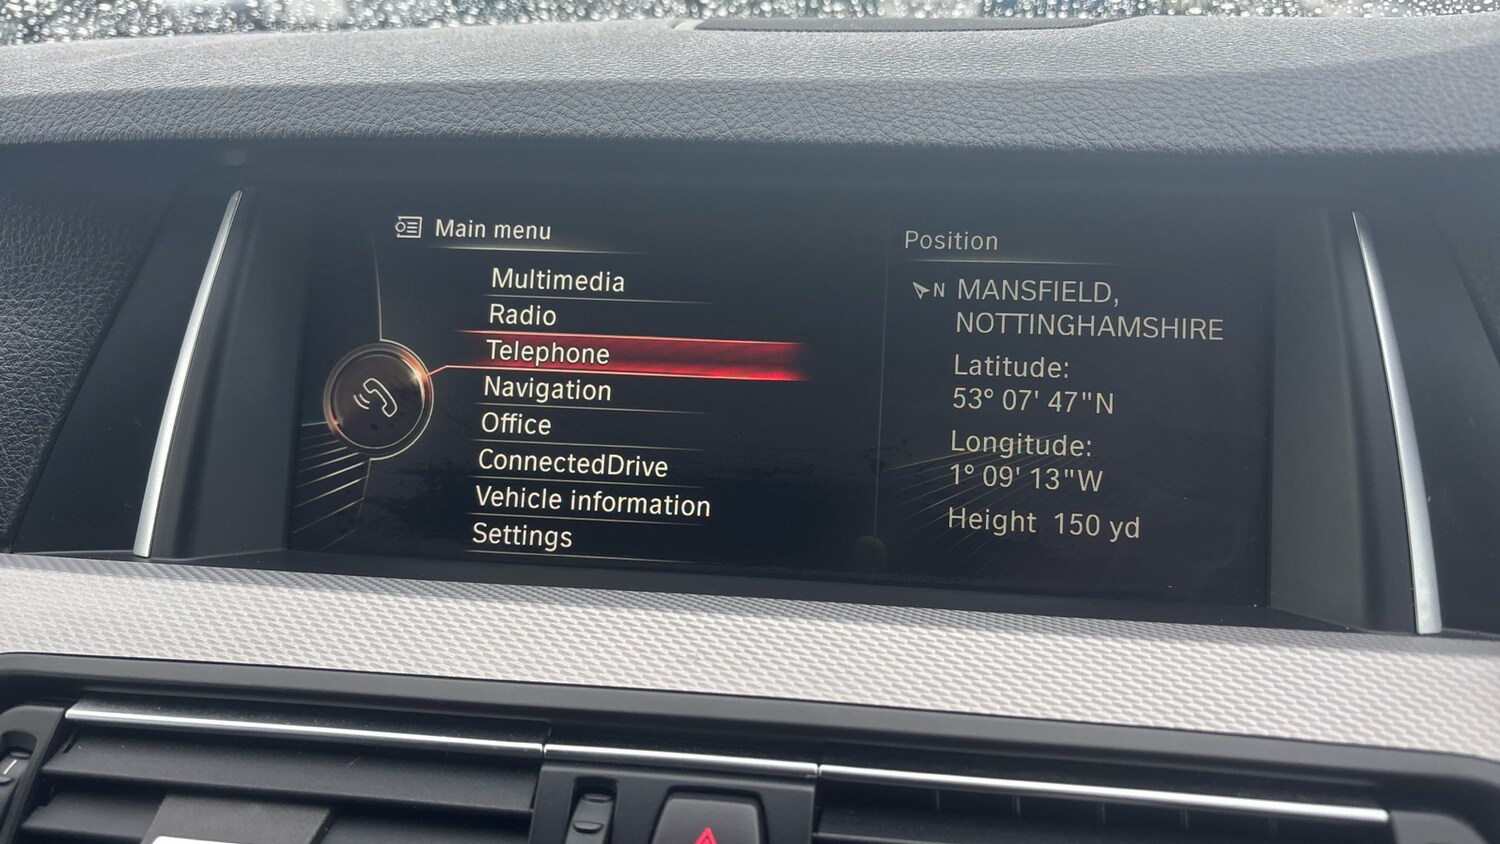 Main menu
Multimedia
Radio
Telephone
Navigation
Office
ConnectedDrive
Vehicle information
Settings
Position
N MANSFIELD,
NOTTINGHAMSHIRE
Latitude:
53° 07' 47"N
Longitude:
1° 09' 13"W
Height 150 yd